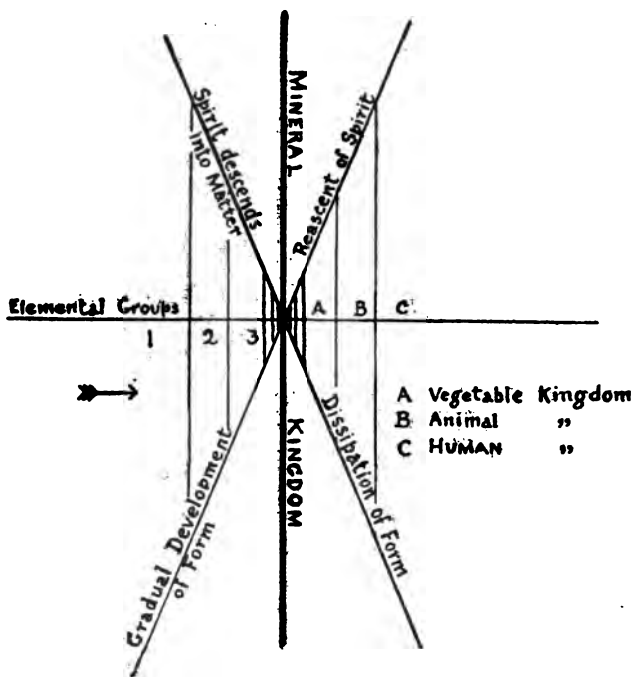 MINERAL
Spirit descends
into Matter
Reascent of Spirit
Elemental Groups
A B C
1 2 3
A Vegetable Kingdom
B Animal „
C HUMAN „
KINGDOM
Gradual Development
of Form
Dissipation of Form